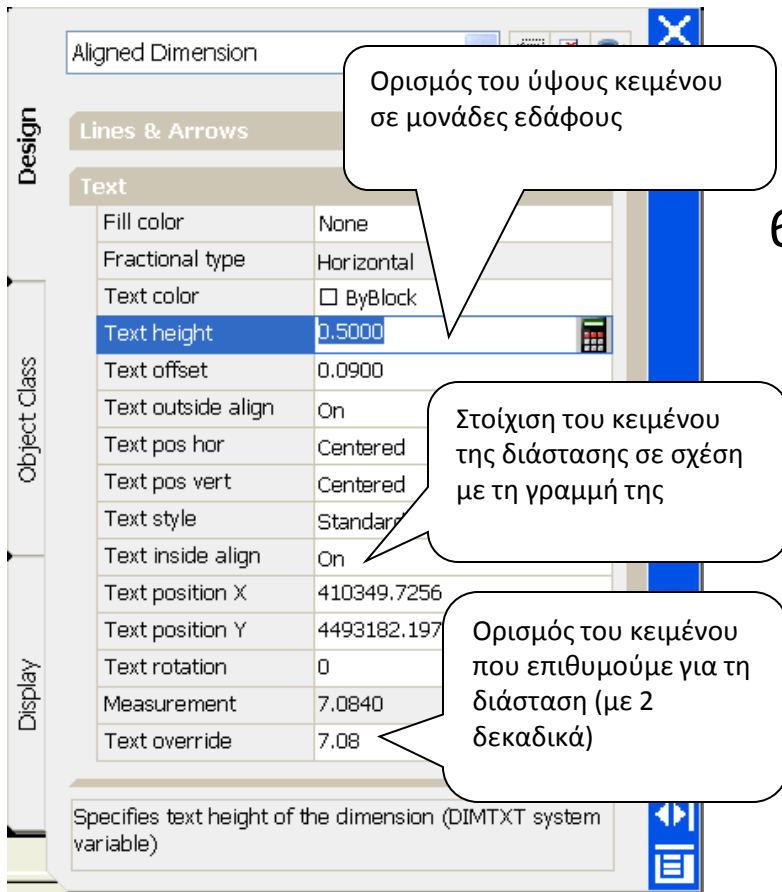 Aligned Dimension
Ορισμός του ύψους κειμένου
σε μονάδες εδάφους
Design
Lines & Arrows
Text
Fill color None
Fractional type Horizontal
Text color ByBlock
Text height 0.5000
Text offset 0.0900
Text outside align On
Text pos hor Centered
Text pos vert Centered
Text style Standard
Text inside align On
Text position X 410349.7256
Text position Y 4493182.197
Text rotation 0
Measurement 7.0840
Text override 7.08
Object Class
Στοίχιση του κειμένου
της διάστασης σε σχέση
με τη γραμμή της
Ορισμός του κειμένου
που επιθυμούμε για τη
διάσταση (με 2
δεκαδικά)
Display
Specifies text height of the dimension (DIMTXT system
variable)